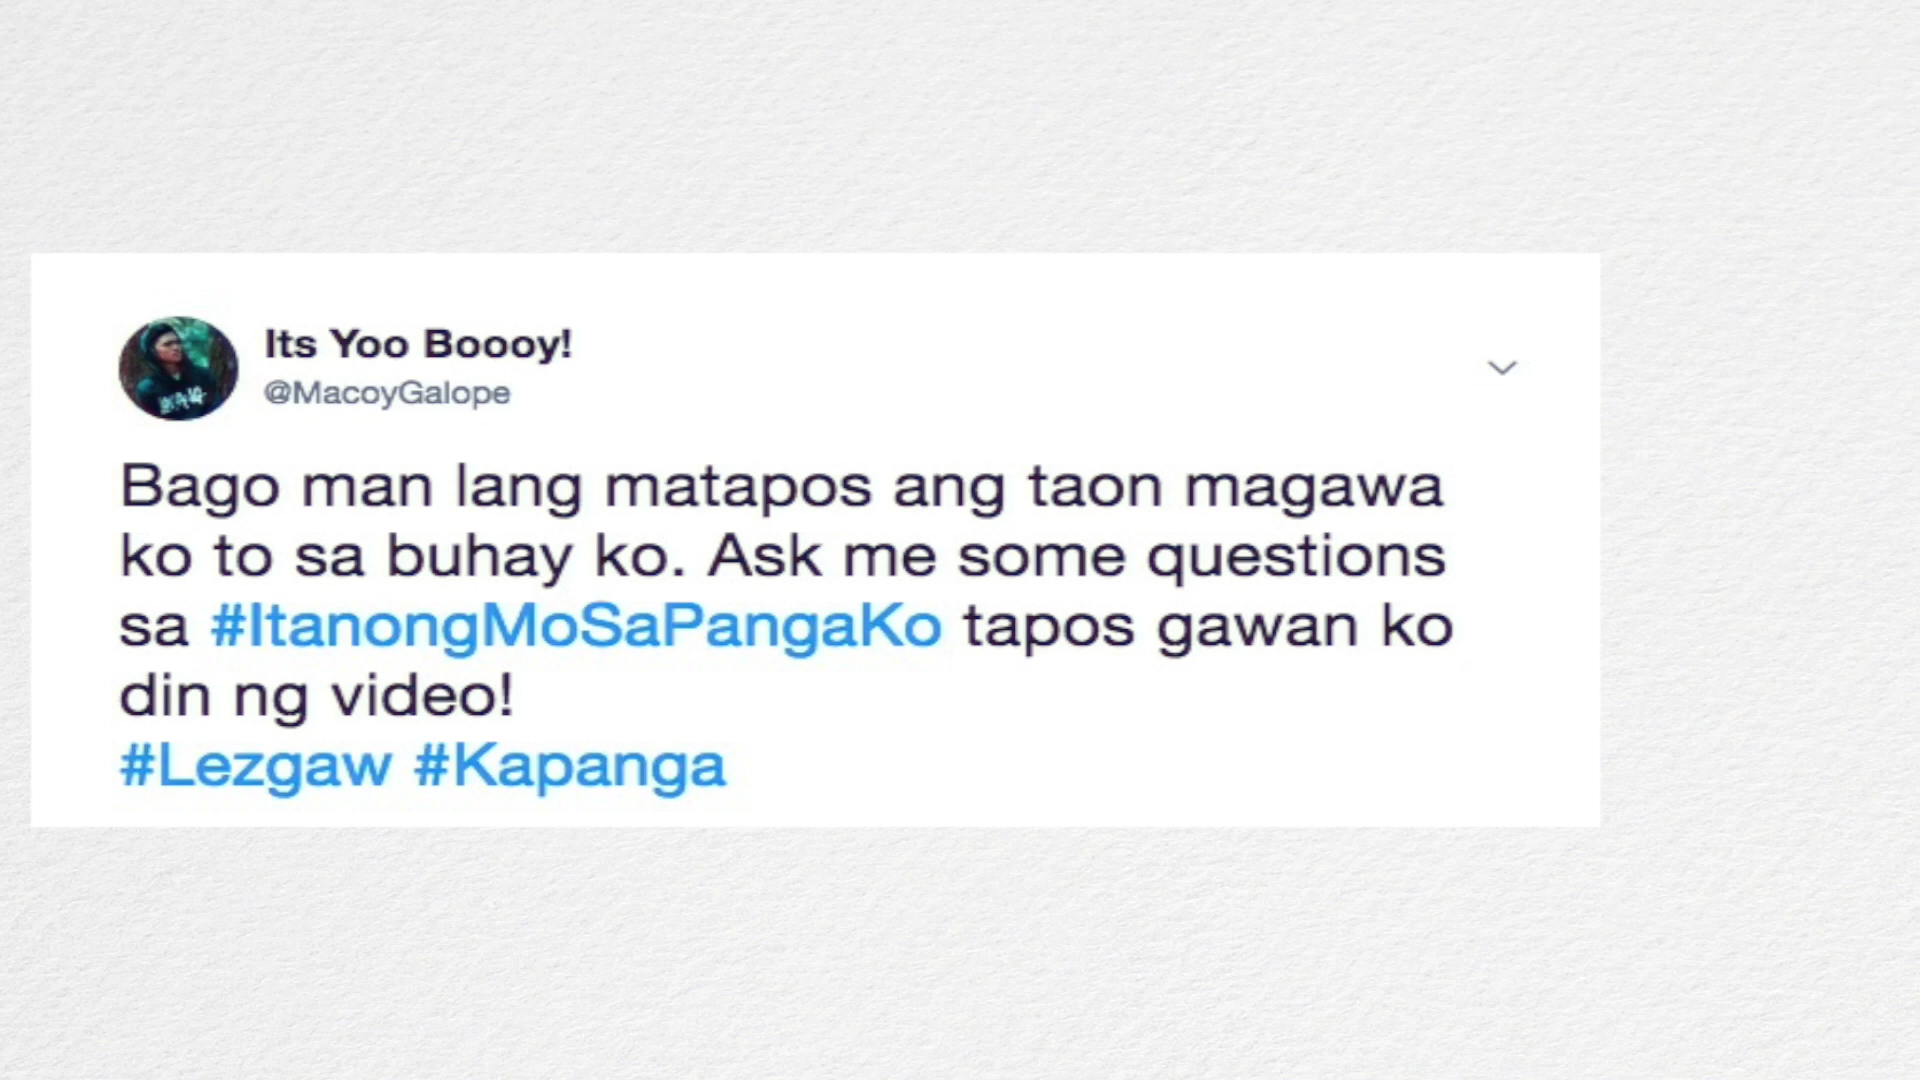 Its Yoo Boooy!
@MacoyGalope
Bago man lang matapos ang taon magawa
ko to sa buhay ko. Ask me some questions
sa #ItanongMoSaPangaKo tapos gawan ko
din ng video!
#Lezgaw #Kapanga